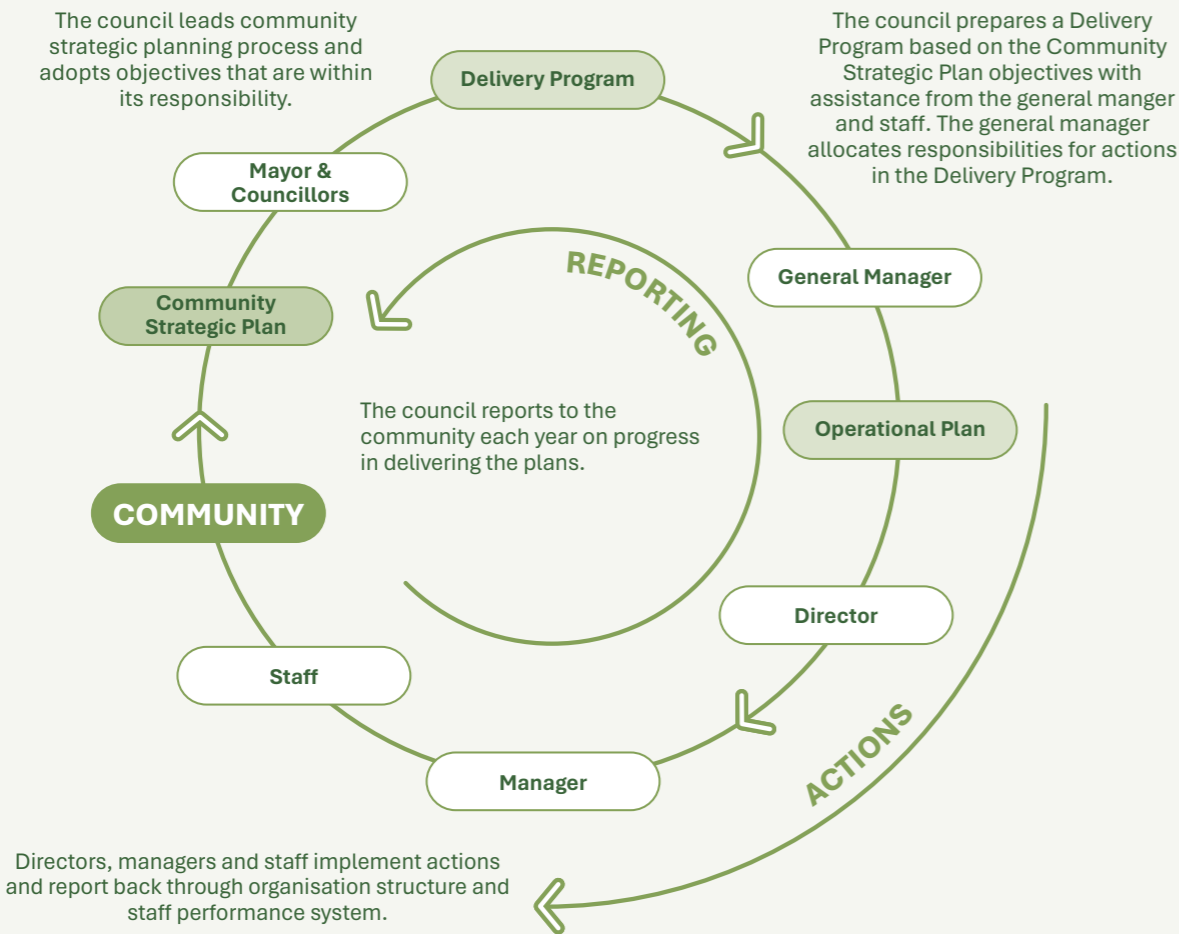 The council leads community
strategic planning process and
adopts objectives that are within
its responsibility.
The council prepares a Delivery
Program based on the Community
Strategic Plan objectives with
assistance from the general manger
and staff. The general manager
allocates responsibilities for actions
in the Delivery Program.
Delivery Program
Mayor &
Councillors
General Manager
REPORTING
Community
Strategic Plan
The council reports to the
community each year on progress
in delivering the plans.
Operational Plan
COMMUNITY
Director
Staff
ACTIONS
Manager
Directors, managers and staff implement actions
and report back through organisation structure and
staff performance system.